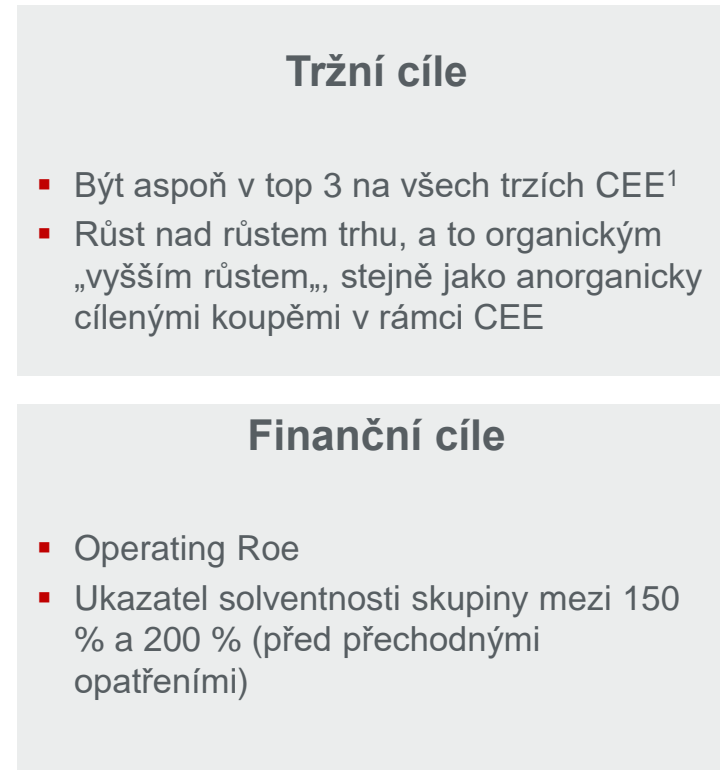 Tržní cíle
▪ Být aspoň v top 3 na všech trzích CEE¹
▪ Růst nad růstem trhu, a to organickým
„vyšším růstem„, stejně jako anorganicky
cílenými koupěmi v rámci CEE
Finanční cíle
▪ Operating Roe
▪ Ukazatel solventnosti skupiny mezi 150
% a 200 % (před přechodnými
opatřeními)